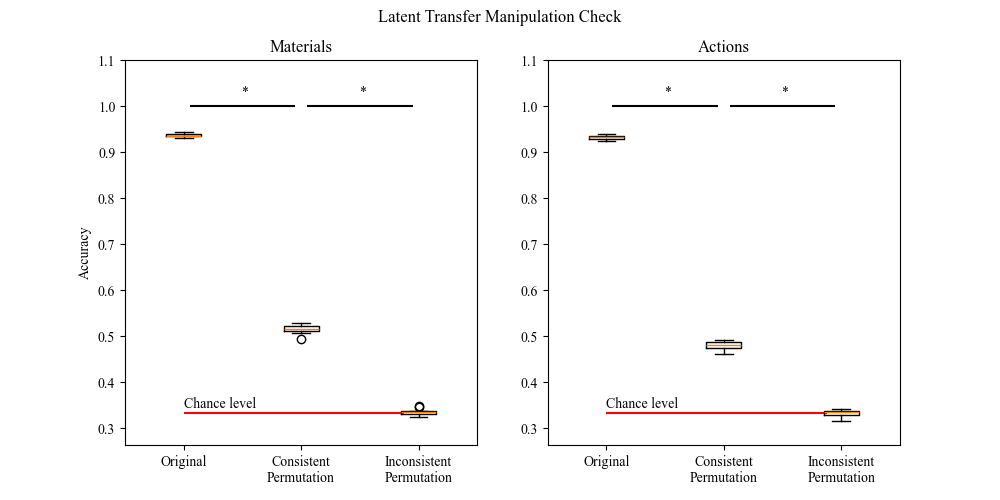 Latent Transfer Manipulation Check
Materials
Accuracy
1.1
1.0
0.9
0.8
0.7
0.6
0.5
0.4
0.3
*
*
Chance level
Original
Consistent
Permutation
Inconsistent
Permutation
Actions
1.1
1.0
0.9
0.8
0.7
0.6
0.5
0.4
0.3
*
*
Chance level
Original
Consistent
Permutation
Inconsistent
Permutation